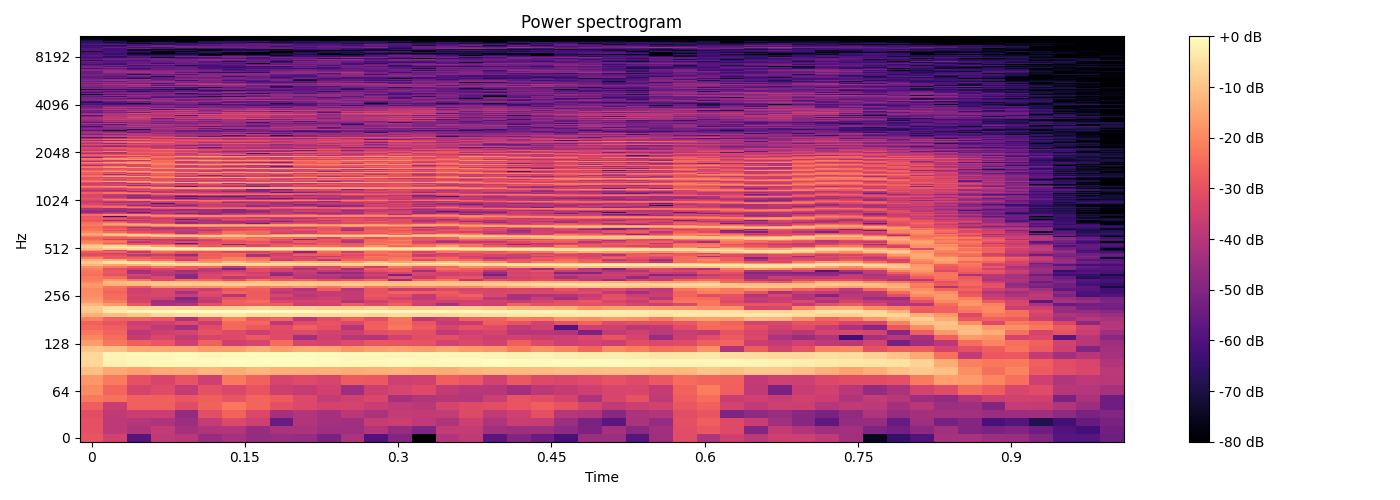 Power spectrogram
8192
4096
2048
1024
512
256
128
64
0
Hz
0
0.15
0.3
0.45
0.6
0.75
0.9
Time
+0 dB
-10 dB
-20 dB
-30 dB
-40 dB
-50 dB
-60 dB
-70 dB
-80 dB